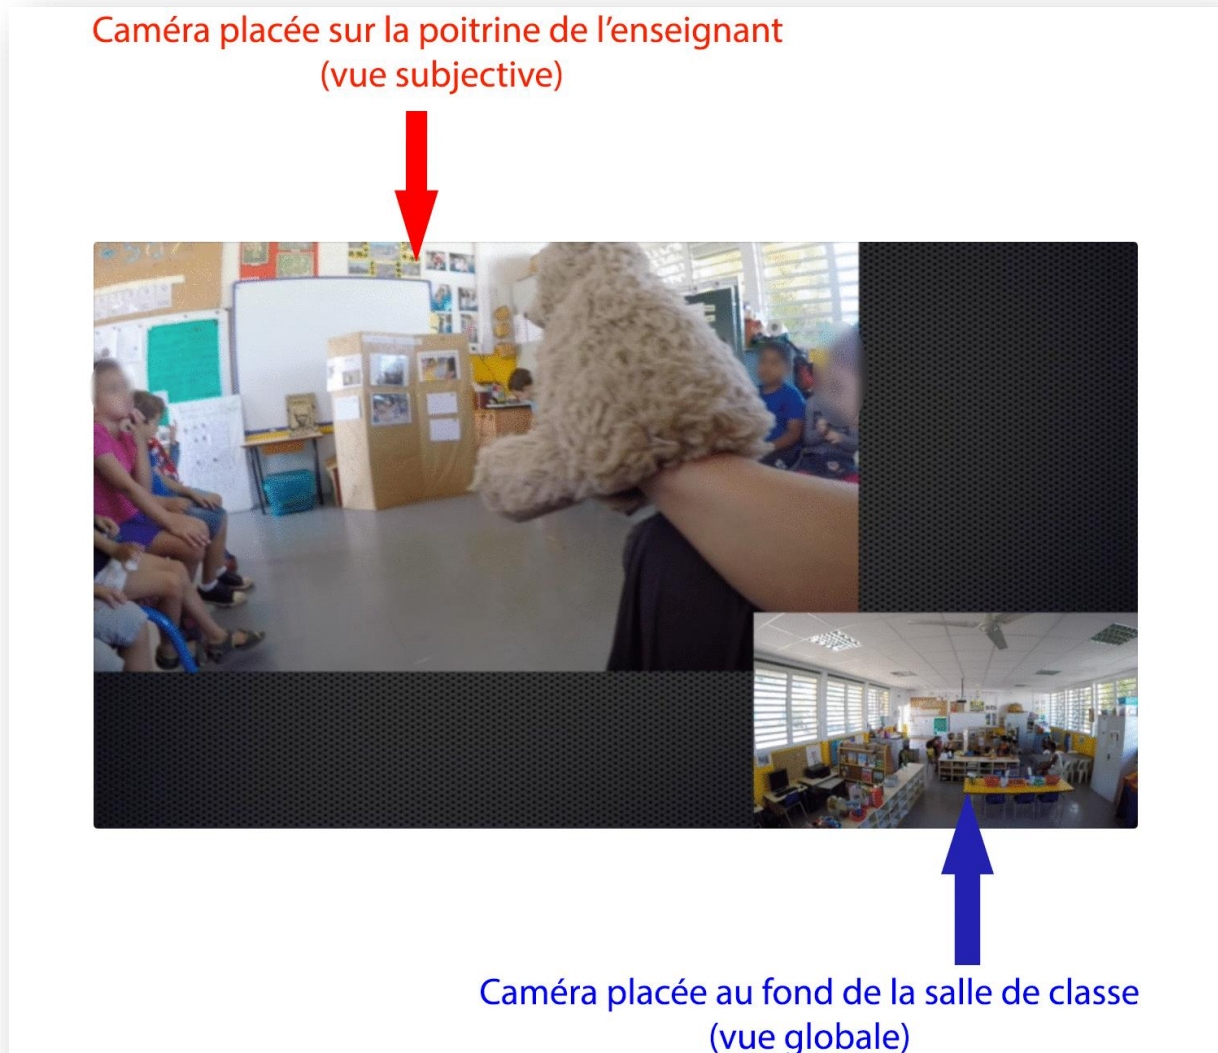 Caméra placée sur la poitrine de l’enseignant
(vue subjective)
Caméra placée au fond de la salle de classe
(vue globale)